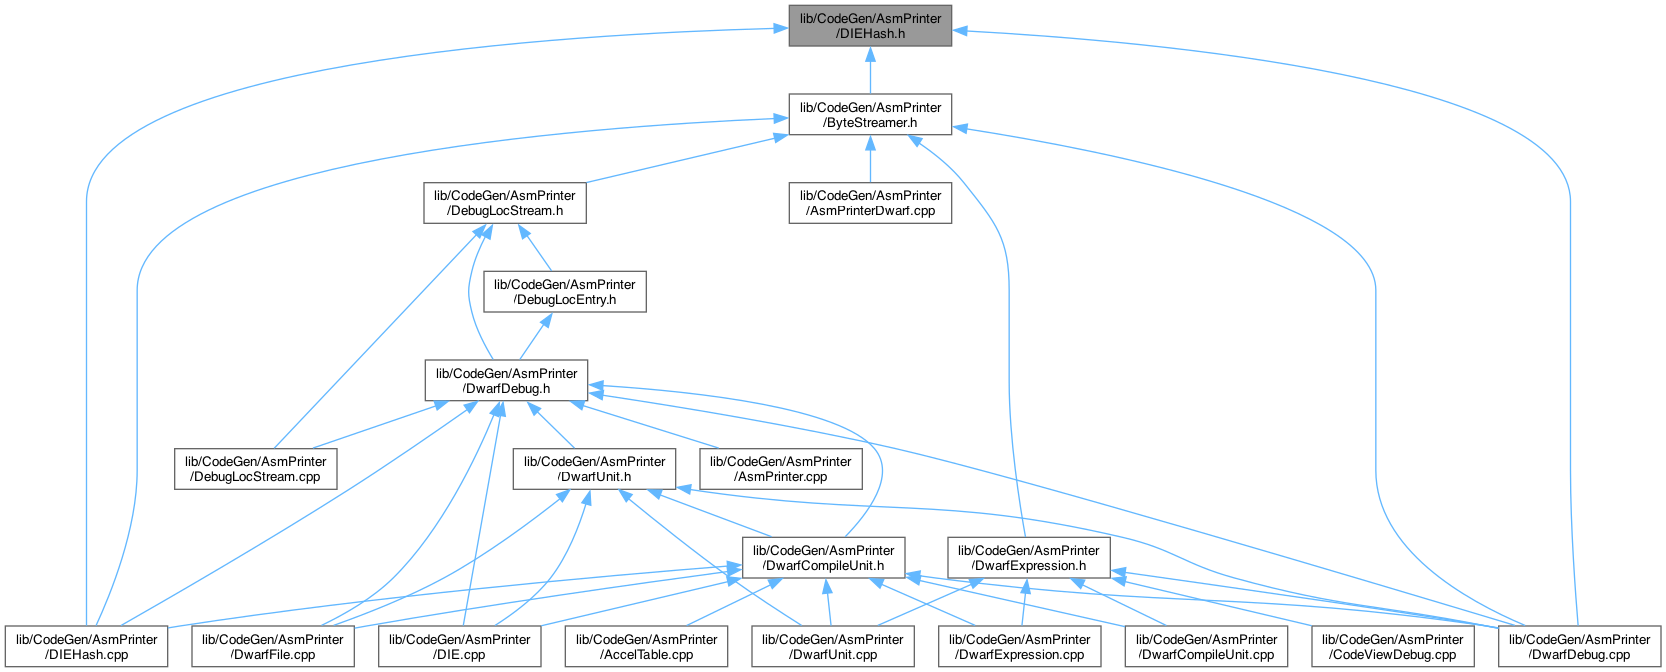 lib/CodeGen/AsmPrinter
/DIEHash.h
lib/CodeGen/AsmPrinter
/ByteStreamer.h
lib/CodeGen/AsmPrinter
/DebugLocStream.h
lib/CodeGen/AsmPrinter
/AsmPrinterDwarf.cpp
lib/CodeGen/AsmPrinter
/DebugLocEntry.h
lib/CodeGen/AsmPrinter
/DwarfDebug.h
lib/CodeGen/AsmPrinter
/DebugLocStream.cpp
lib/CodeGen/AsmPrinter
/DwarfUnit.h
lib/CodeGen/AsmPrinter
/AsmPrinter.cpp
lib/CodeGen/AsmPrinter
/DwarfCompileUnit.h
lib/CodeGen/AsmPrinter
/DwarfExpression.h
lib/CodeGen/AsmPrinter
/DIEHash.cpp
lib/CodeGen/AsmPrinter
/DwarfFile.cpp
lib/CodeGen/AsmPrinter
/DIE.cpp
lib/CodeGen/AsmPrinter
/AccelTable.cpp
lib/CodeGen/AsmPrinter
/DwarfUnit.cpp
lib/CodeGen/AsmPrinter
/DwarfExpression.cpp
lib/CodeGen/AsmPrinter
/DwarfCompileUnit.cpp
lib/CodeGen/AsmPrinter
/CodeViewDebug.cpp
lib/CodeGen/AsmPrinter
/DwarfDebug.cpp